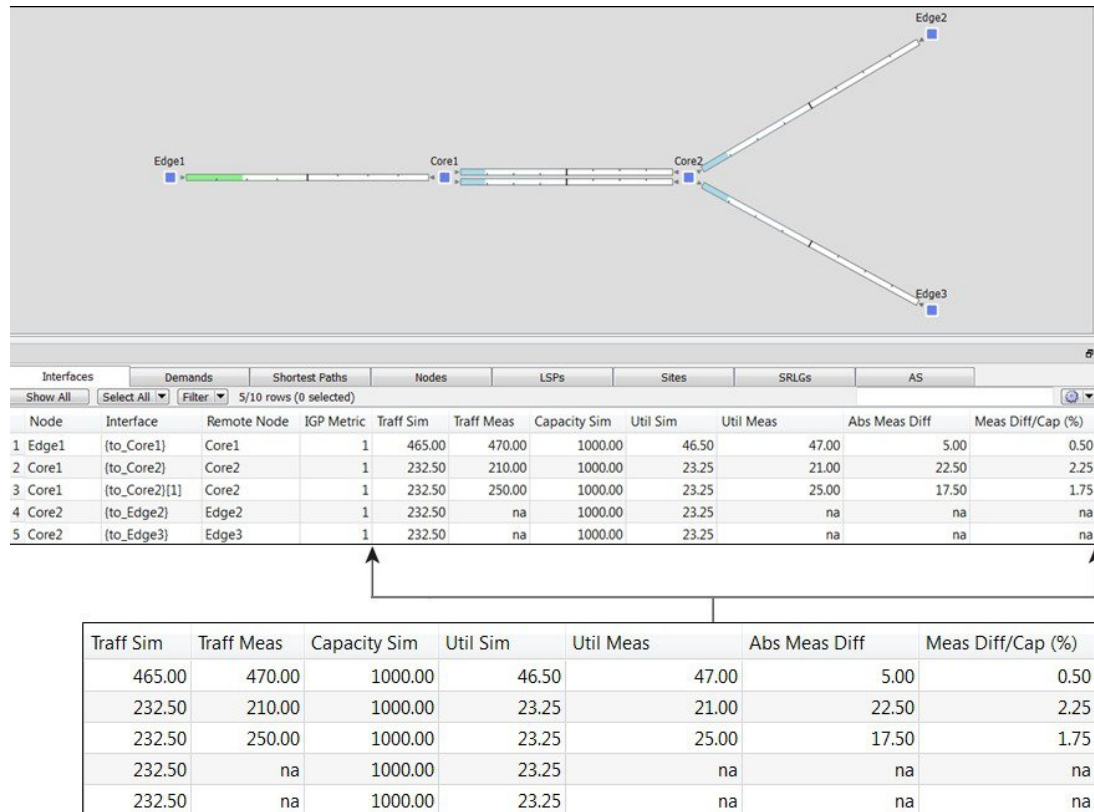 Edge2
Edge1
Core1
Core2
Edge3
Interfaces Demands Shortest Paths Nodes LSPs Sites SRLGs AS
Show All Select All Filter 5/10 rows (0 selected)
Node Interface Remote Node IGP Metric Traff Sim Traff Meas Capacity Sim Util Sim Util Meas Abs Meas Diff Meas Diff/Cap (%)
1 Edge1 {to_Core1} Core1 1 465.00 470.00 1000.00 46.50 47.00 5.00 0.50
2 Core1 {to_Core2} Core2 1 232.50 210.00 1000.00 23.25 21.00 22.50 2.25
3 Core1 {to_Core2}[1] Core2 1 232.50 250.00 1000.00 23.25 25.00 17.50 1.75
4 Core2 {to_Edge2} Edge2 1 232.50 na 1000.00 23.25 na na na
5 Core2 {to_Edge3} Edge3 1 232.50 na 1000.00 23.25 na na na
Traff Sim Traff Meas Capacity Sim Util Sim Util Meas Abs Meas Diff Meas Diff/Cap (%)
465.00 470.00 1000.00 46.50 47.00 5.00 0.50
232.50 210.00 1000.00 23.25 21.00 22.50 2.25
232.50 250.00 1000.00 23.25 25.00 17.50 1.75
232.50 na 1000.00 23.25 na na na
232.50 na 1000.00 23.25 na na na